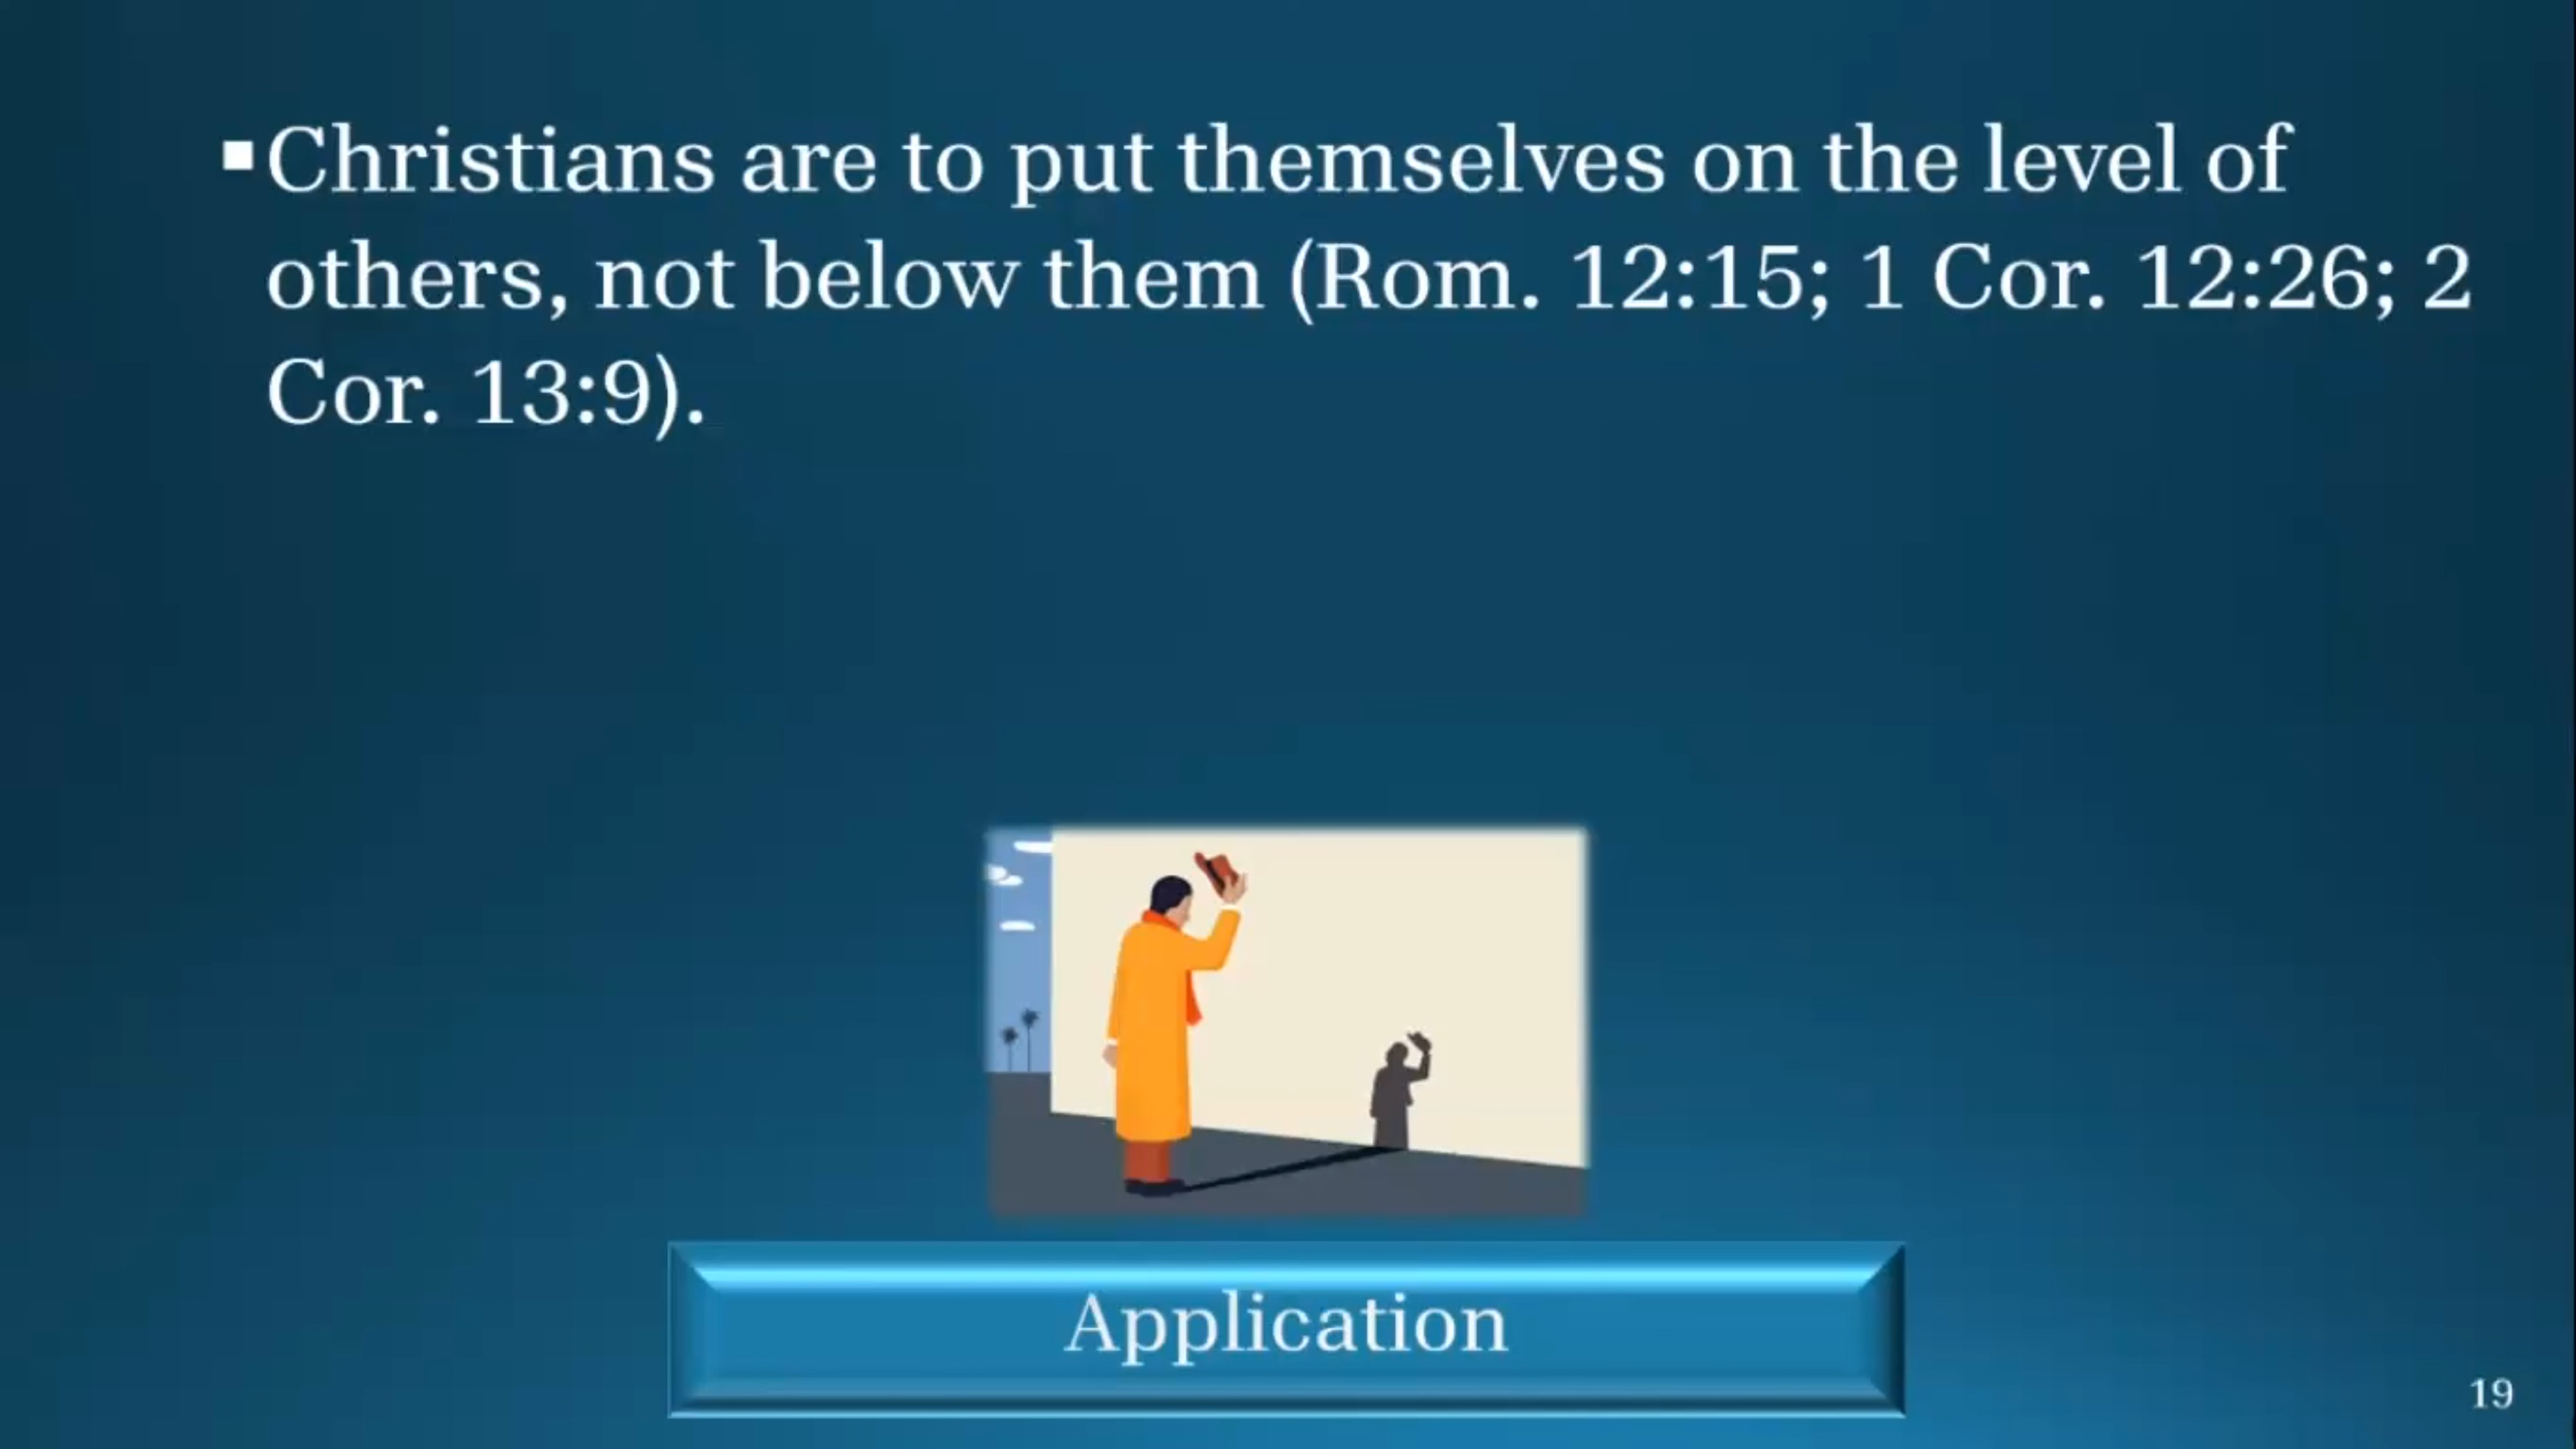 ▪Christians are to put themselves on the level of
others, not below them (Rom. 12:15; 1 Cor. 12:26; 2
Cor. 13:9).
Application
19